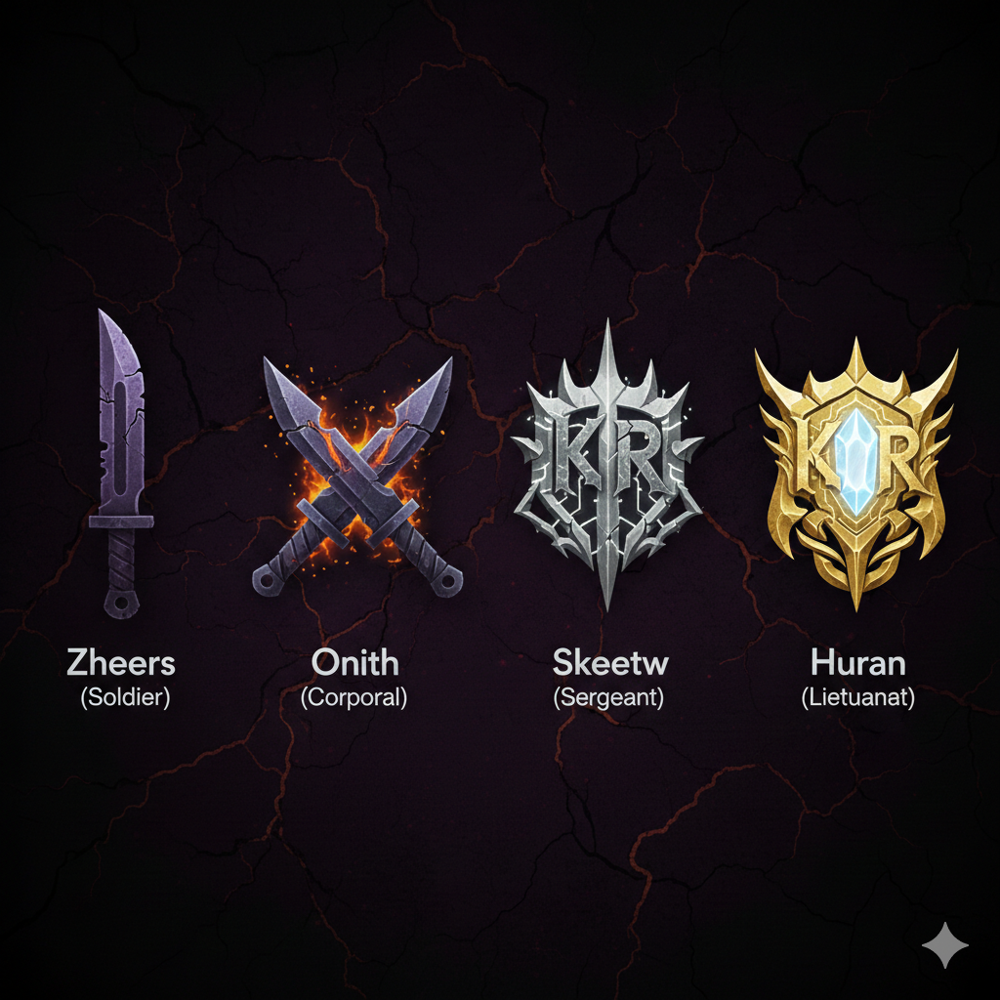 KR
KR
Zheers
Onith
Skeetw
Huran
(Soldier)
(Corporal)
(Sergeant)
(Lietuanat)